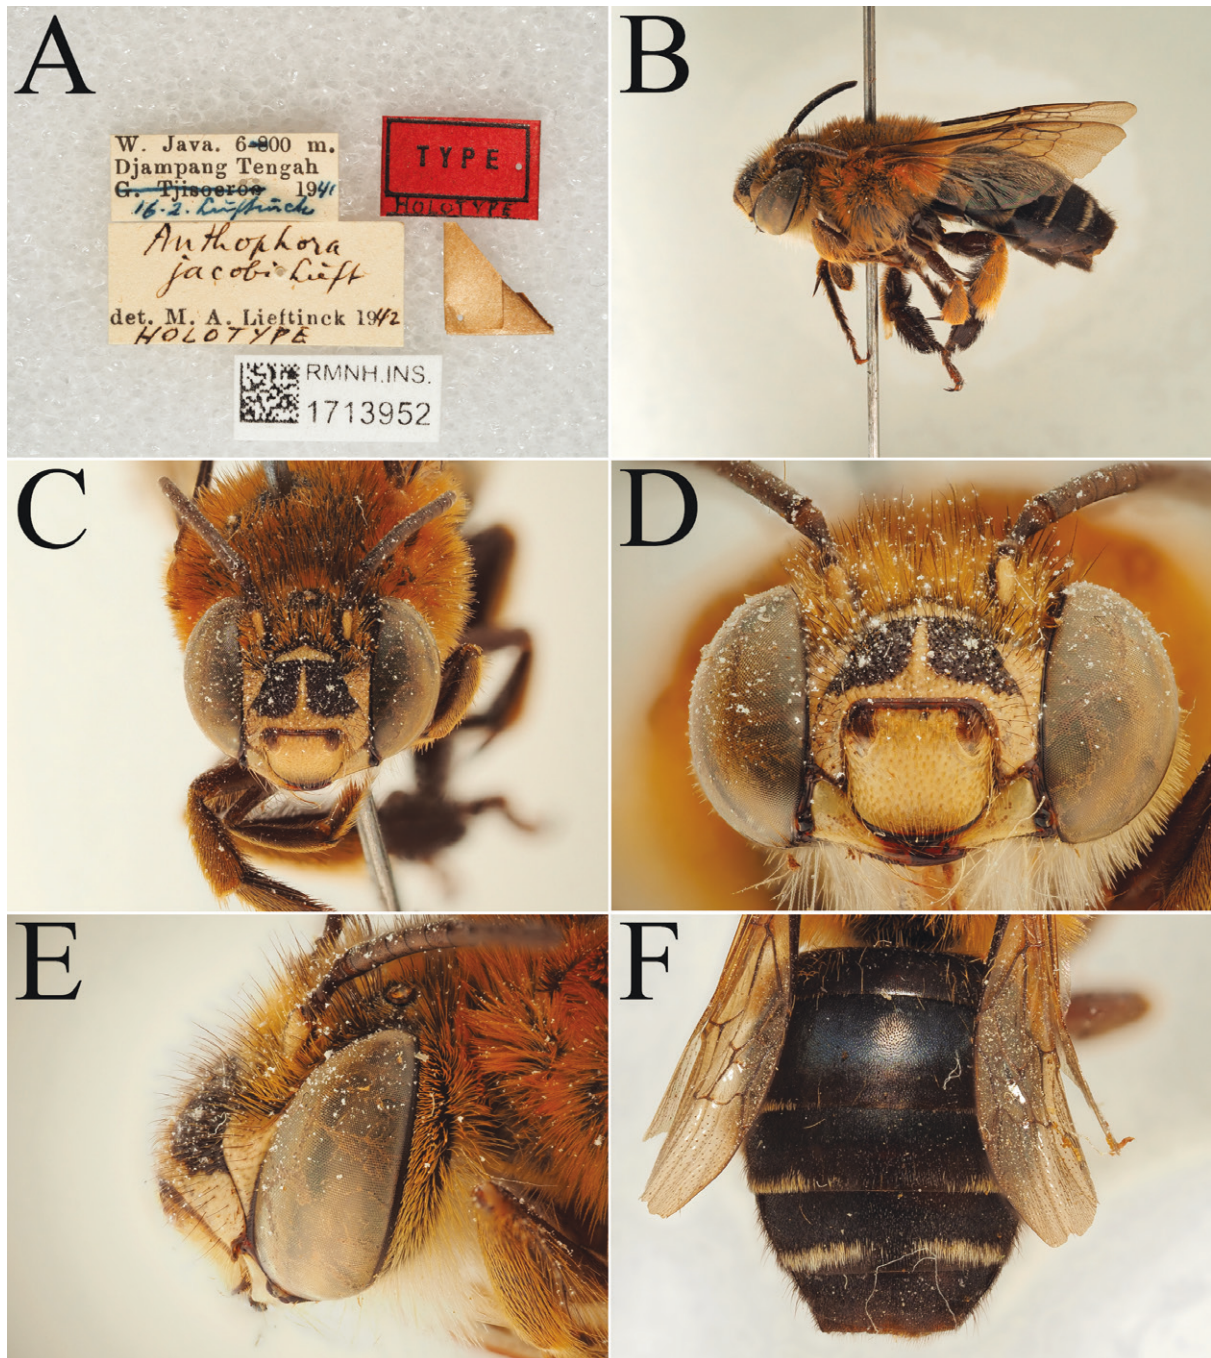 A
W. Java. 6-800 m.
Djampang Tengah
G. Tjisoeroe 1941
16-2. Lieftinck
Anthophora
jacobi Lieft
det. M. A. Lieftinck 1942
HOLOTYPE
TYPE
HOLOTYPE
RMNH.INS.
1713952
B
C
D
E
F